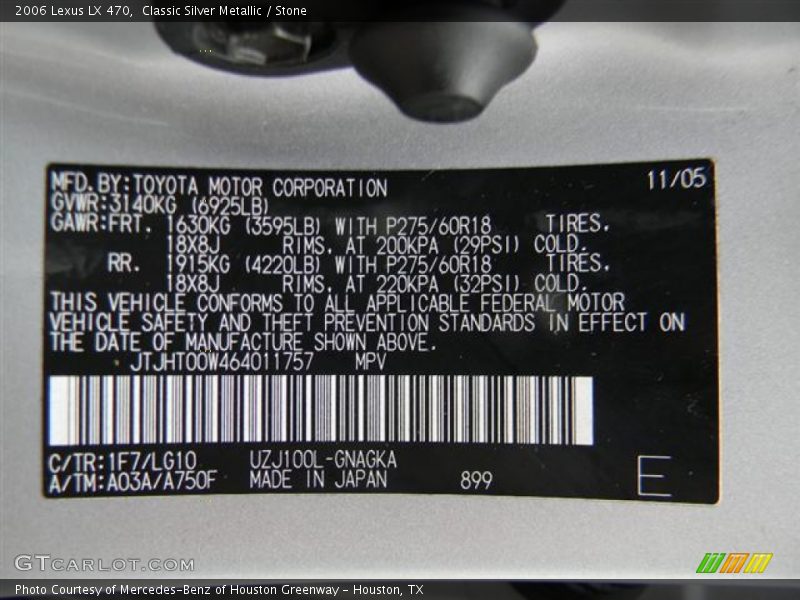 2006 Lexus LX 470,  Classic Silver Metallic / Stone
MFD.BY:TOYOTA MOTOR CORPORATION 11/05
GVWR:3140KG (6925LB)
GAWR:FRT. 1630KG (3595LB) WITH P275/60R18 TIRES.
18X8J RIMS. AT 200KPA (29PSI) COLD.
RR. 1915KG (4220LB) WITH P275/60R18 TIRES.
18X8J RIMS. AT 220KPA (32PSI) COLD.
THIS VEHICLE CONFORMS TO ALL APPLICABLE FEDERAL MOTOR
VEHICLE SAFETY AND THEFT PREVENTION STANDARDS IN EFFECT ON
THE DATE OF MANUFACTURE SHOWN ABOVE.
JTJHT00W464011757 MPV
C/TR:1F7/LG10 UZJ100L-GNAGKA
A/TM:A03A/A750F MADE IN JAPAN 899 E
GTCARLOT.COM
Photo Courtesy of Mercedes-Benz of Houston Greenway - Houston, TX